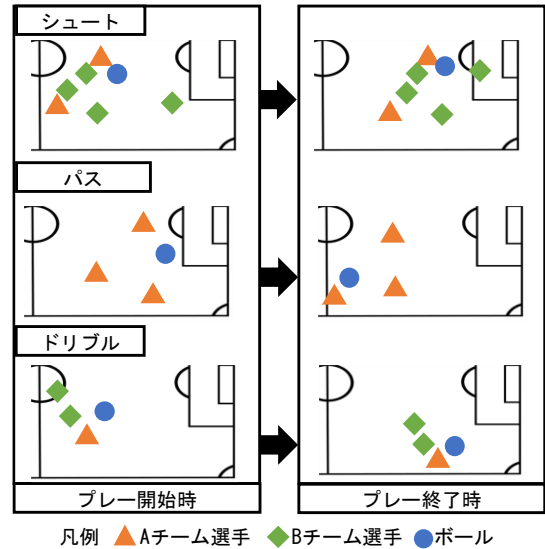 シュート
パス
ドリブル
プレー開始時
プレー終了時
凡例 Aチーム選手 Bチーム選手 ボール